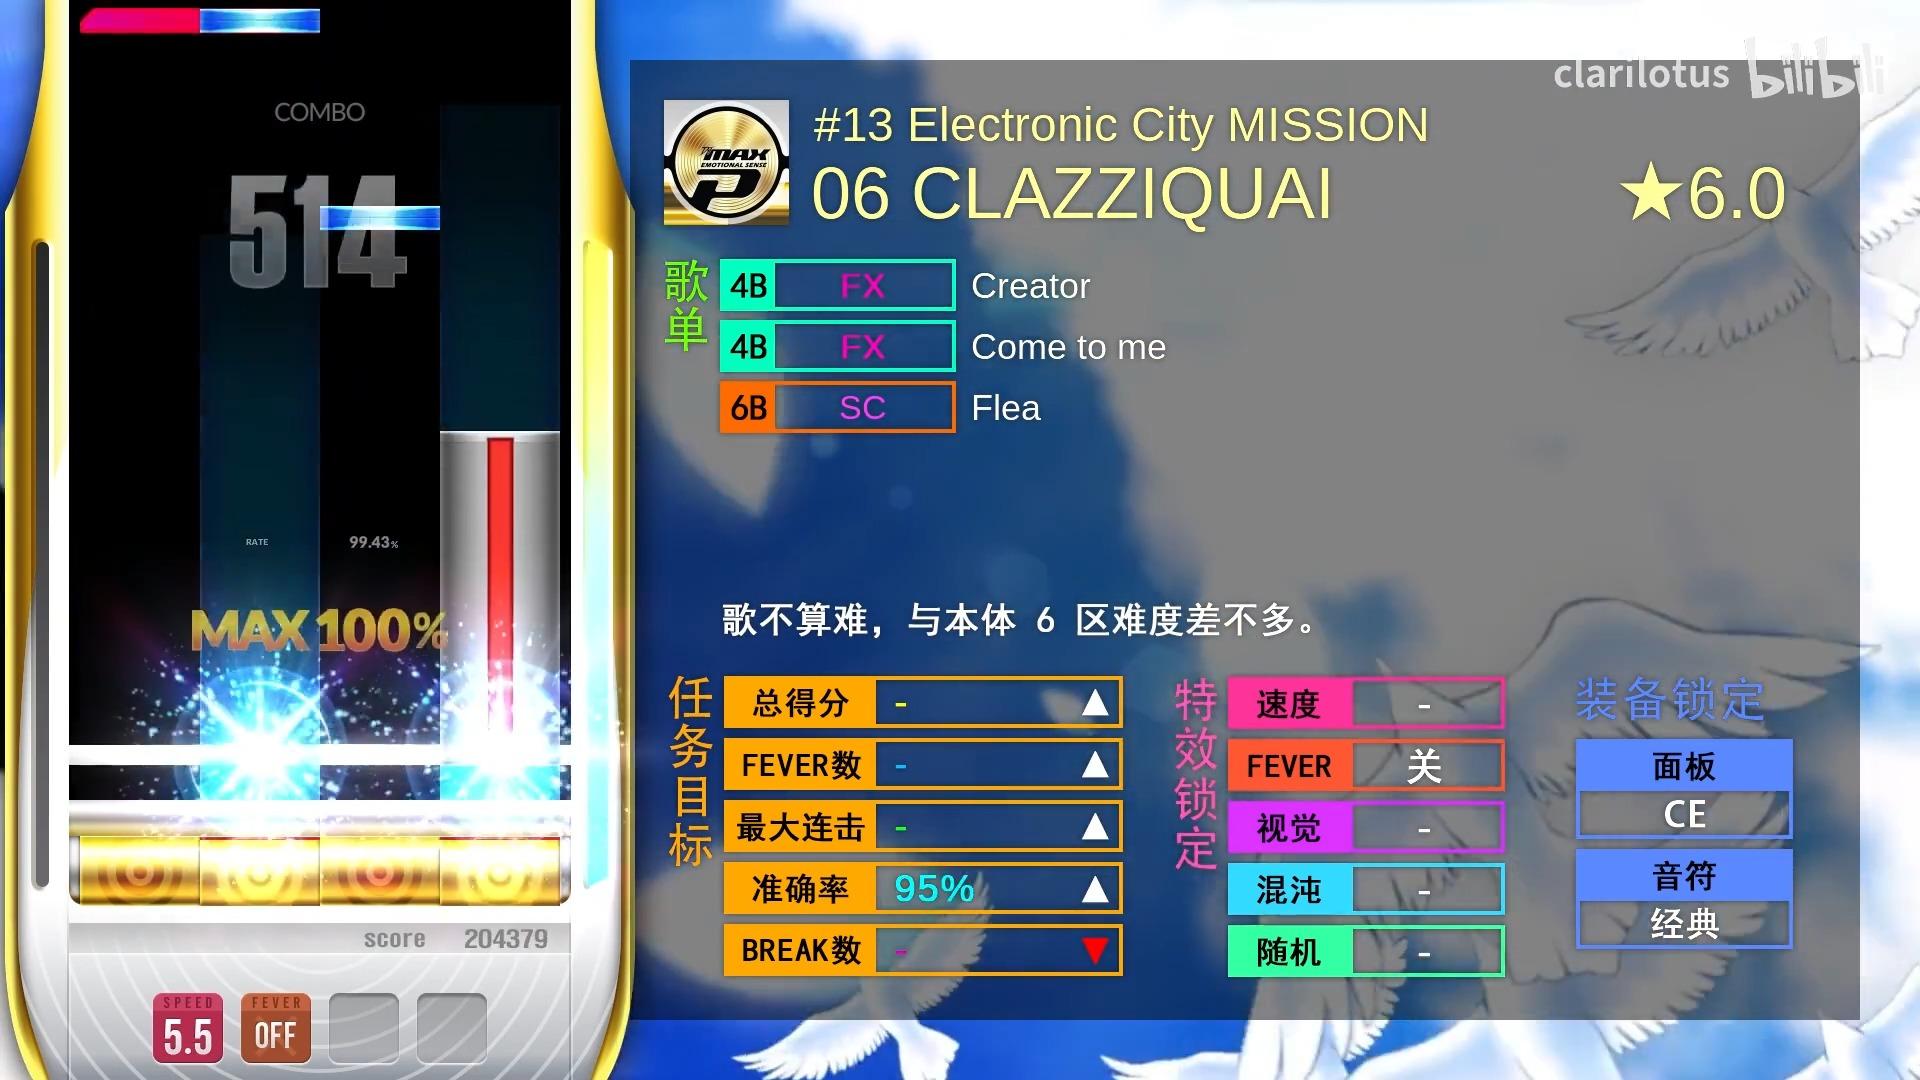 COMBO
514
RATE 99.43%
MAX 100%
score 204379
SPEED
5.5
FEVER
OFF
clarilotus bilibili
MAX
EMOTIONAL SENSE
P
#13 Electronic City MISSION
06 CLAZZIQUAI
★6.0
歌单
4B FX Creator
4B FX Come to me
6B SC Flea
歌不算难，与本体 6 区难度差不多。
任务目标
总得分 - ▲
FEVER数 - ▲
最大连击 - ▲
准确率 95% ▲
BREAK数 - ▼
特效锁定
速度 -
FEVER 关
视觉 -
混沌 -
随机 -
装备锁定
面板
CE
音符
经典